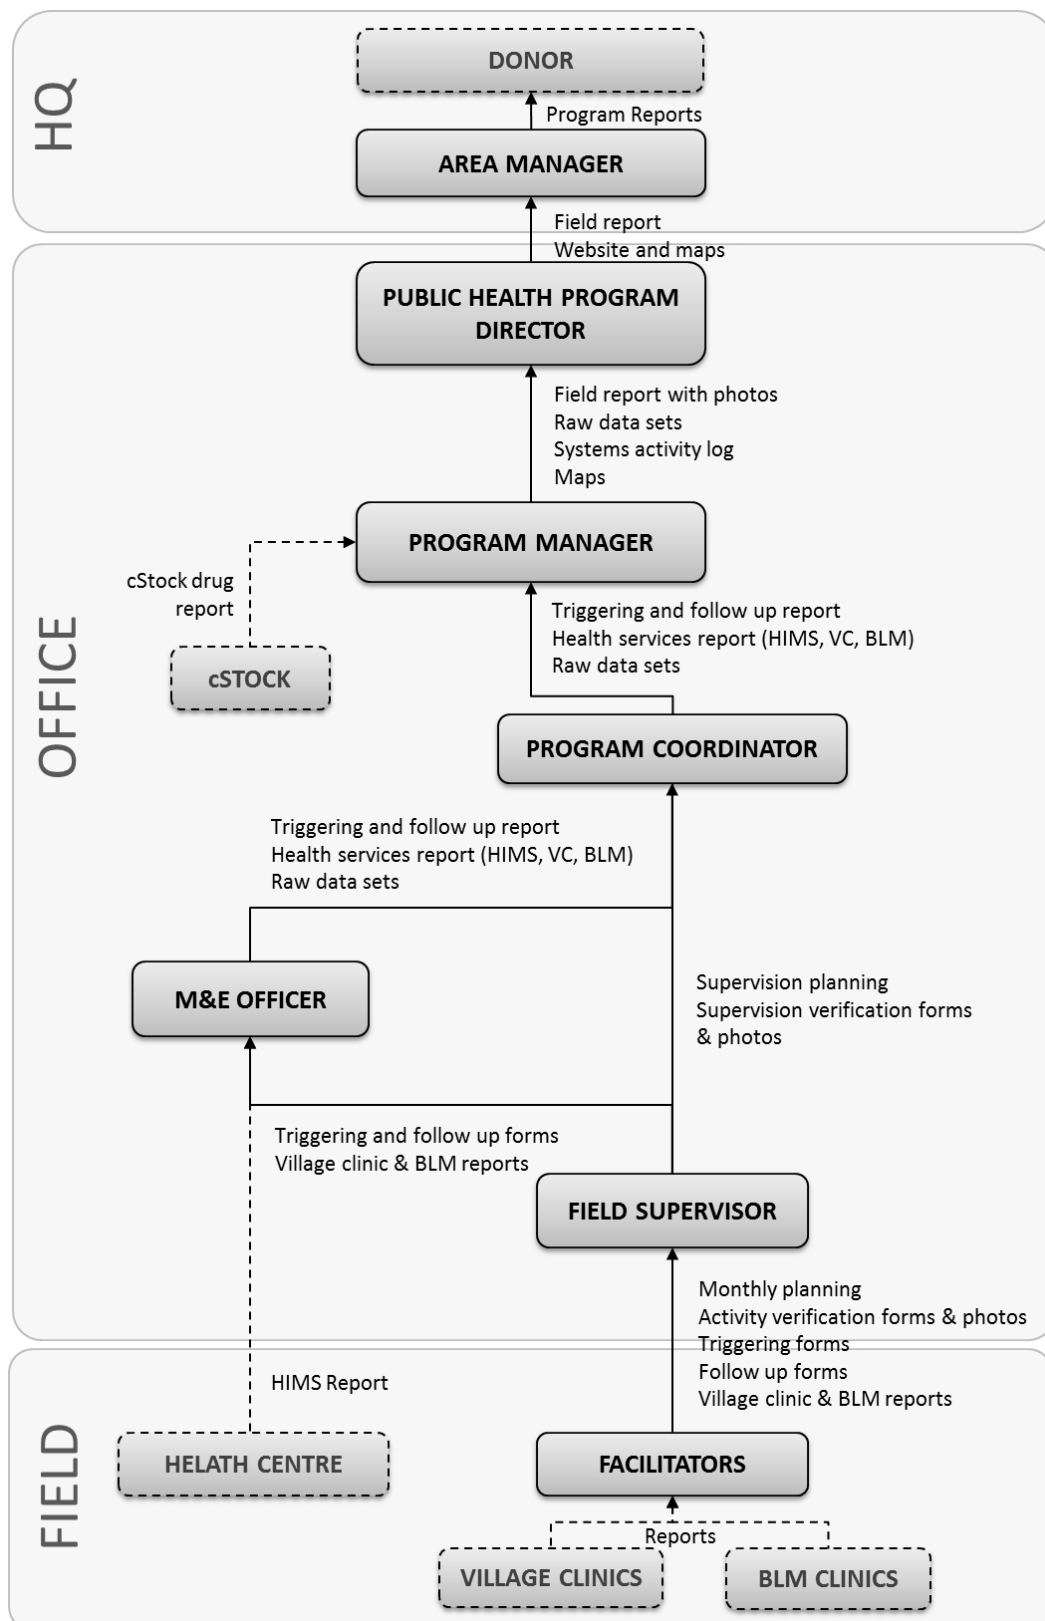 HQ
DONOR
Program Reports
AREA MANAGER
Field report
Website and maps
OFFICE
PUBLIC HEALTH PROGRAM
DIRECTOR
Field report with photos
Raw data sets
Systems activity log
Maps
PROGRAM MANAGER
cStock drug
report
cSTOCK
Triggering and follow up report
Health services report (HIMS, VC, BLM)
Raw data sets
PROGRAM COORDINATOR
Triggering and follow up report
Health services report (HIMS, VC, BLM)
Raw data sets
M&E OFFICER
Supervision planning
Supervision verification forms
& photos
Triggering and follow up forms
Village clinic & BLM reports
FIELD SUPERVISOR
Monthly planning
Activity verification forms & photos
Triggering forms
Follow up forms
Village clinic & BLM reports
FIELD
HIMS Report
HELATH CENTRE
FACILITATORS
Reports
VILLAGE CLINICS
BLM CLINICS